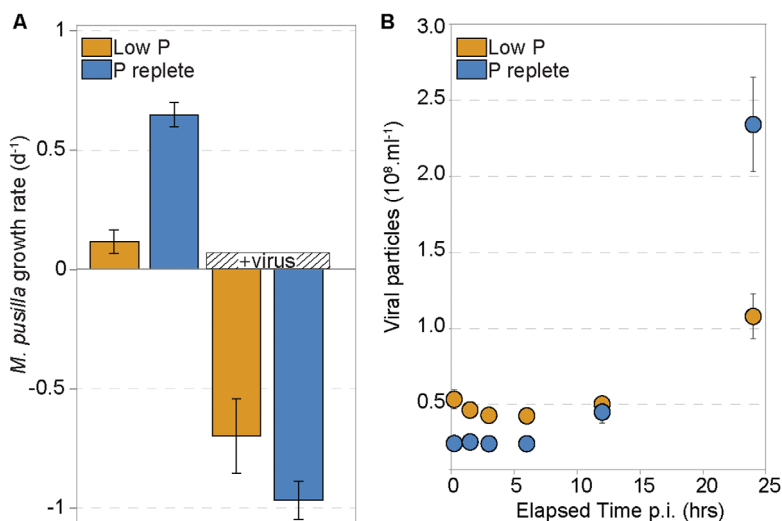 A
M. pusilla growth rate (d-1)
1
0.5
0
-0.5
-1
Low P
P replete
+virus
B
Viral particles (10⁸.ml-1)
3.0
2.5
2.0
1.5
1.0
0.5
Low P
P replete
0
5
10
15
20
25
Elapsed Time p.i. (hrs)